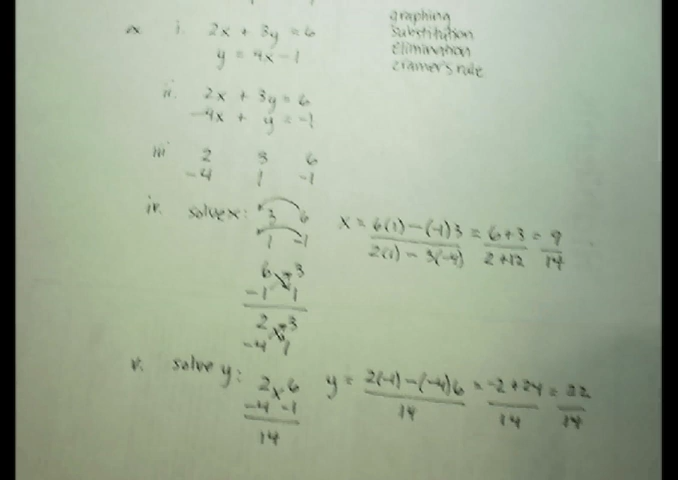 graphing
substitution
elimination
cramer's rule
ex i. 2x + 3y = 6
y = 4x - 1
ii. 2x + 3y = 6
-4x + y = -1
iii 2 3 6
-4 1 -1
iv. solve x: 3 6
1 -1
x = 6(1) - (-1)3 = 6+3 = 9
2(1) - 3(-4) 2+12 14
6 3
-1 1
2 3
-4 1
v. solve y: 2 6
-4 -1
14
y = 2(-1) - (-4)6 = -2 + 24 = 22
14 14 14